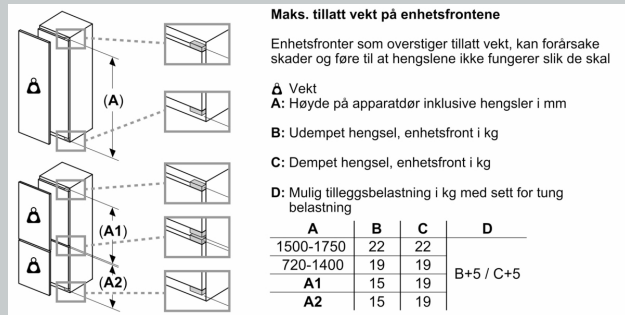 Maks. tillatt vekt på enhetsfrontene
Enhetsfronter som overstiger tillatt vekt, kan forårsake
skader og føre til at hengslene ikke fungerer slik de skal
Vekt
A: Høyde på apparatdør inklusive hengsler i mm
B: Udempet hengsel, enhetsfront i kg
C: Dempet hengsel, enhetsfront i kg
D: Mulig tilleggsbelastning i kg med sett for tung
belastning
A B C D
1500-1750 22 22
720-1400 19 19
B+5 / C+5
A1 15 19
A2 15 19
(A)
(A1)
(A2)